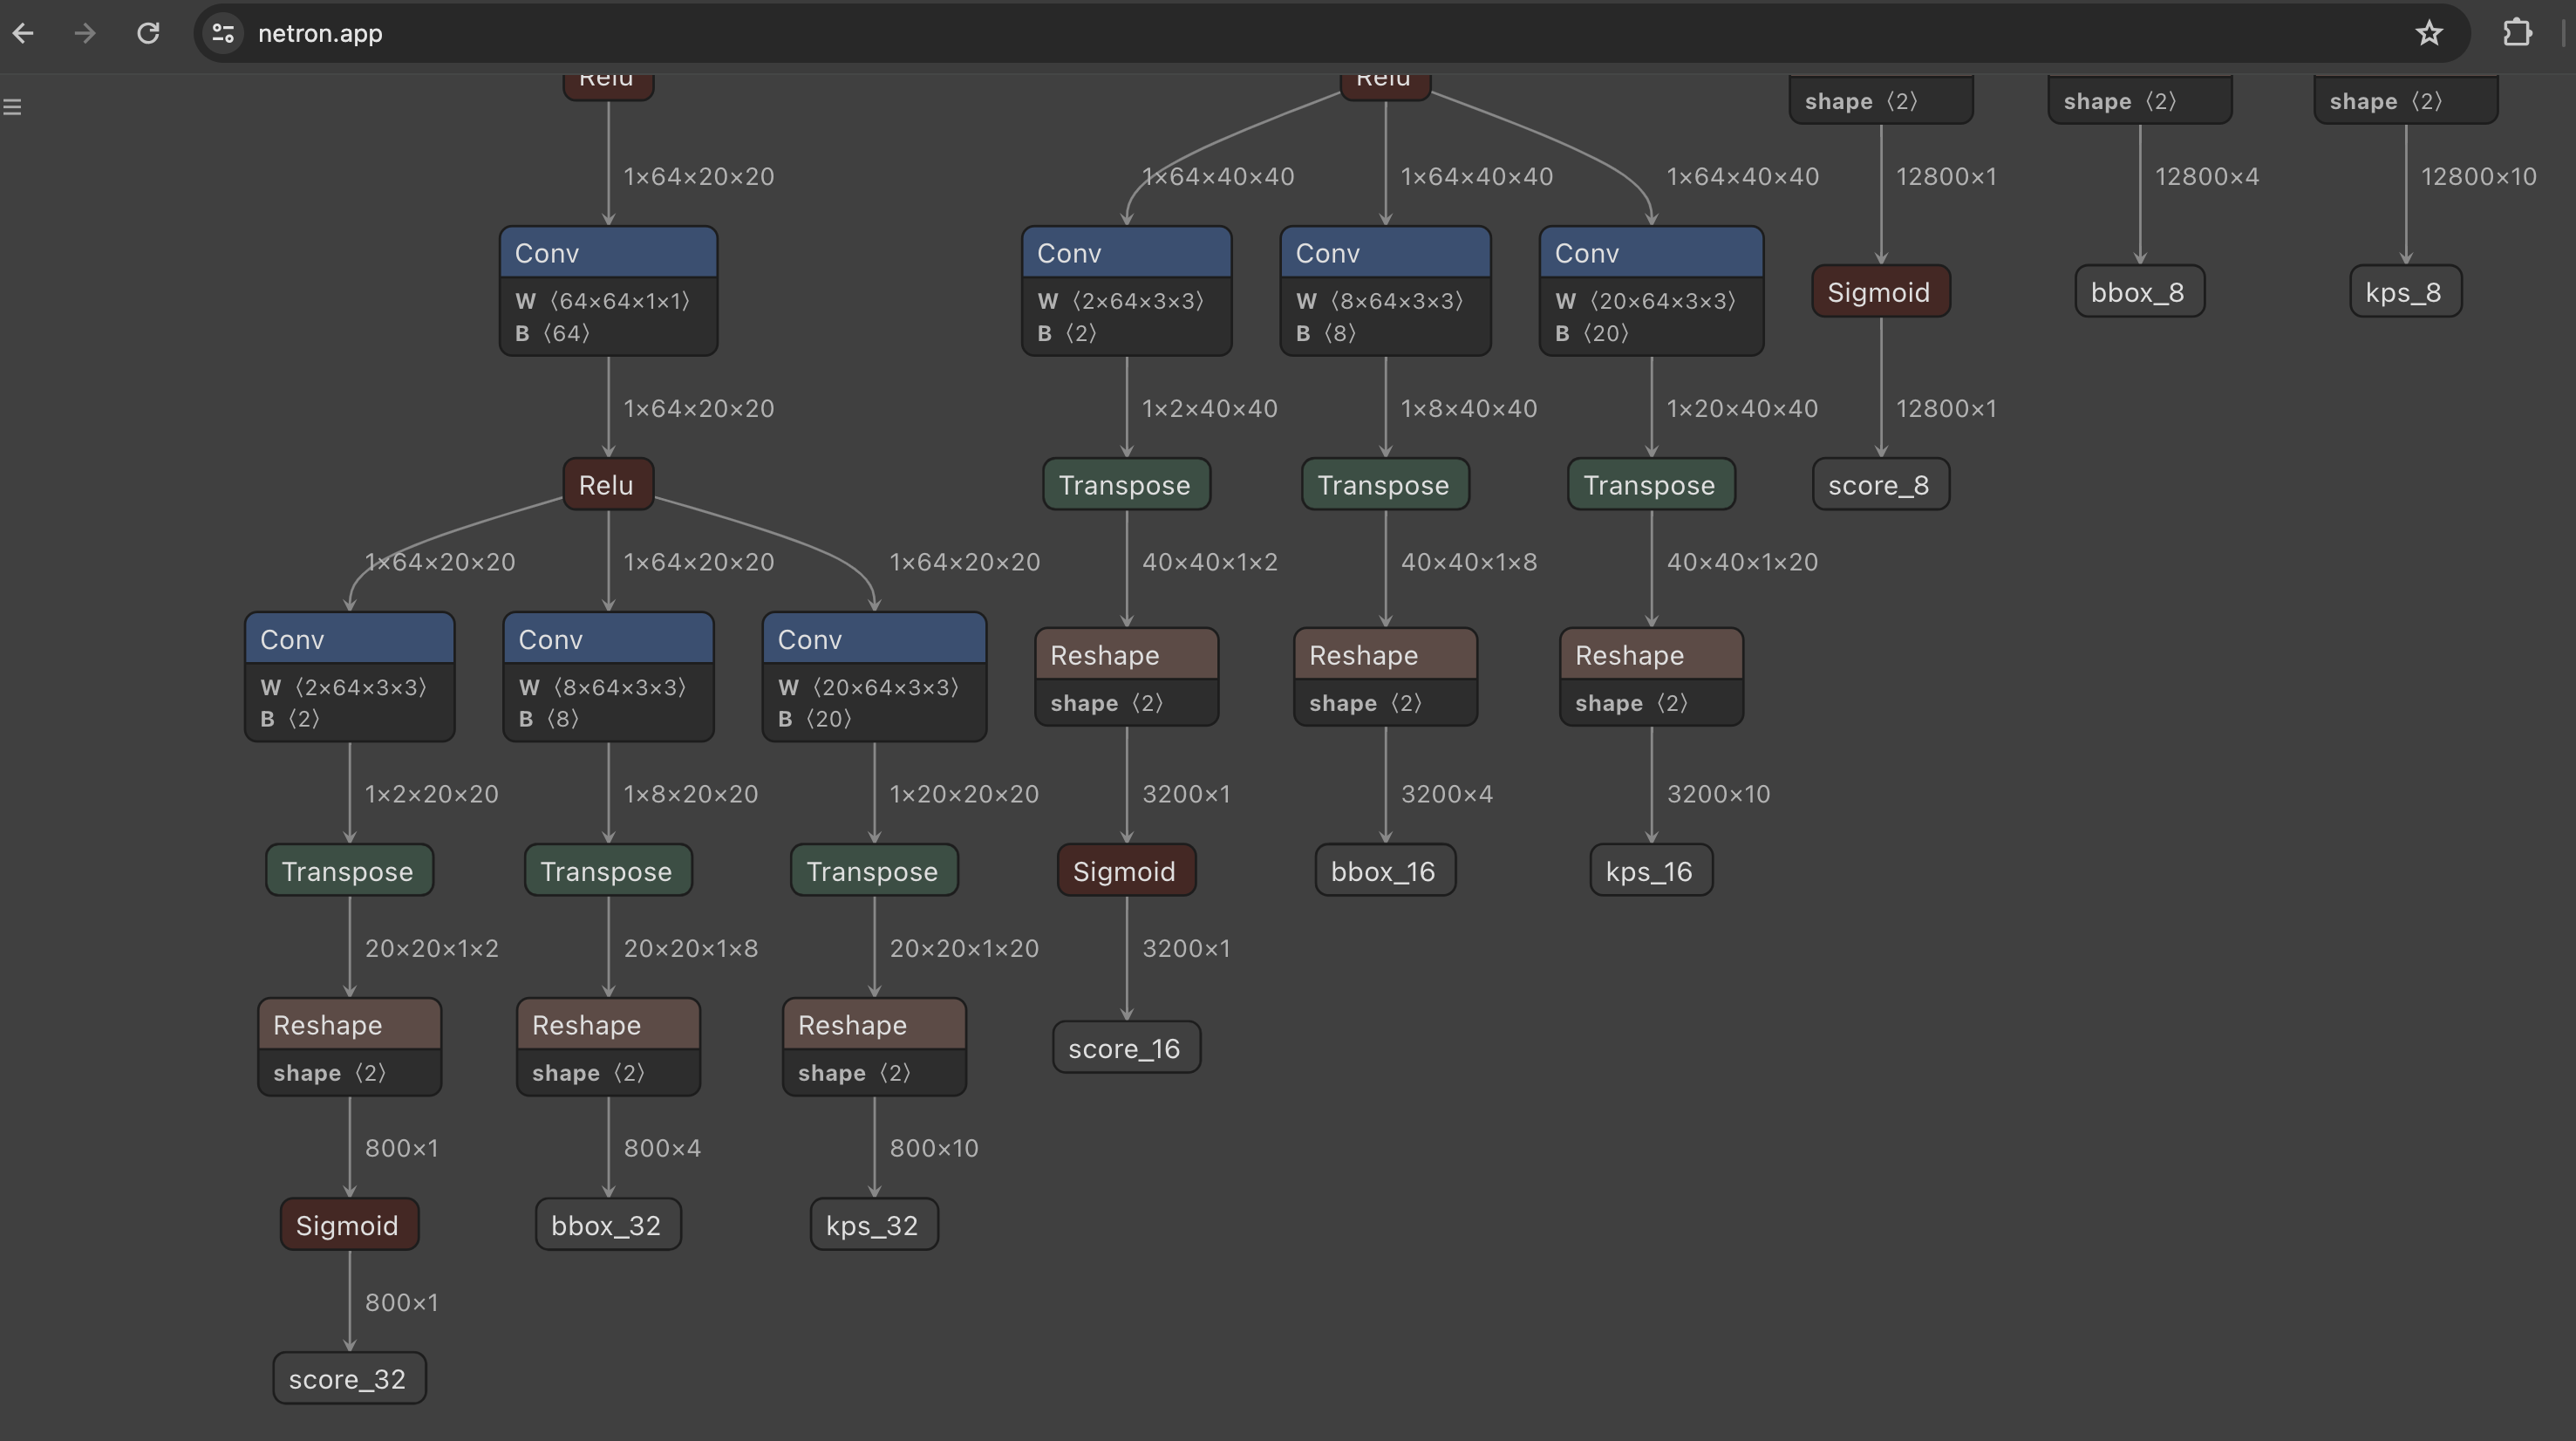 netron.app
Relu
Relu
shape ⟨2⟩
shape ⟨2⟩
shape ⟨2⟩
1×64×20×20
1×64×40×40
1×64×40×40
1×64×40×40
12800×1
12800×4
12800×10
Conv
W ⟨64×64×1×1⟩
B ⟨64⟩
Conv
W ⟨2×64×3×3⟩
B ⟨2⟩
Conv
W ⟨8×64×3×3⟩
B ⟨8⟩
Conv
W ⟨20×64×3×3⟩
B ⟨20⟩
Sigmoid
bbox_8
kps_8
1×64×20×20
1×2×40×40
1×8×40×40
1×20×40×40
12800×1
Relu
Transpose
Transpose
Transpose
score_8
1×64×20×20
1×64×20×20
1×64×20×20
40×40×1×2
40×40×1×8
40×40×1×20
Conv
W ⟨2×64×3×3⟩
B ⟨2⟩
Conv
W ⟨8×64×3×3⟩
B ⟨8⟩
Conv
W ⟨20×64×3×3⟩
B ⟨20⟩
Reshape
shape ⟨2⟩
Reshape
shape ⟨2⟩
Reshape
shape ⟨2⟩
1×2×20×20
1×8×20×20
1×20×20×20
3200×1
3200×4
3200×10
Transpose
Transpose
Transpose
Sigmoid
bbox_16
kps_16
20×20×1×2
20×20×1×8
20×20×1×20
3200×1
Reshape
shape ⟨2⟩
Reshape
shape ⟨2⟩
Reshape
shape ⟨2⟩
score_16
800×1
800×4
800×10
Sigmoid
bbox_32
kps_32
800×1
score_32